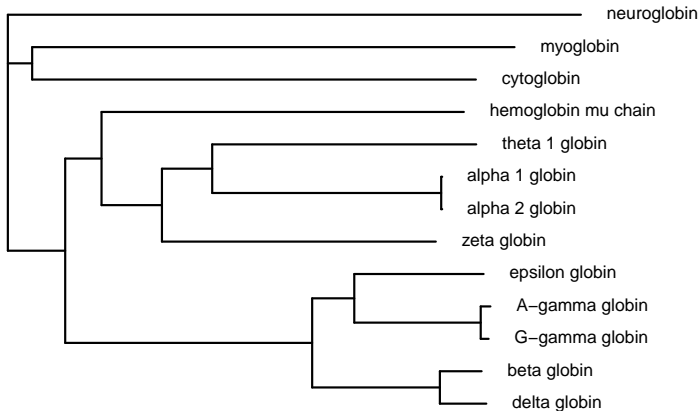 neuroglobin
myoglobin
cytoglobin
hemoglobin mu chain
theta 1 globin
alpha 1 globin
alpha 2 globin
zeta globin
epsilon globin
A−gamma globin
G−gamma globin
beta globin
delta globin